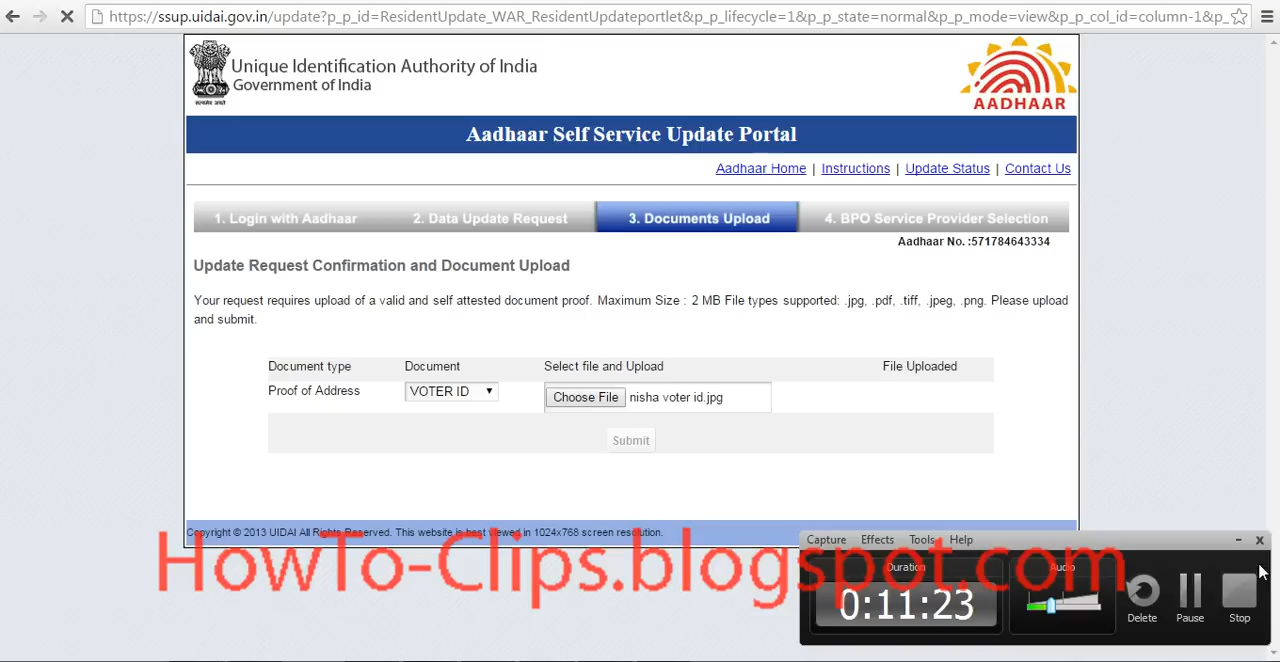 https://ssup.uidai.gov.in/update?p_p_id=ResidentUpdate_WAR_ResidentUpdateportlet&p_p_lifecycle=1&p_p_state=normal&p_p_mode=view&p_p_col_id=column-1&p_
Unique Identification Authority of India
Government of India
सत्यमेव जयते
AADHAAR
Aadhaar Self Service Update Portal
Aadhaar Home | Instructions | Update Status | Contact Us
1. Login with Aadhaar 2. Data Update Request 3. Documents Upload 4. BPO Service Provider Selection
Aadhaar No. :571784643334
Update Request Confirmation and Document Upload
Your request requires upload of a valid and self attested document proof. Maximum Size : 2 MB File types supported: .jpg, .pdf, .tiff, .jpeg, .png. Please upload
and submit.
Document type Document Select file and Upload File Uploaded
Proof of Address VOTER ID Choose File nisha voter id.jpg
Submit
Copyright © 2013 UIDAI All Rights Reserved. This website is best viewed in 1024x768 screen resolution.
HowTo-Clips.blogspot.com
Capture Effects Tools Help
Duration Audio
0:11:23
Delete Pause Stop